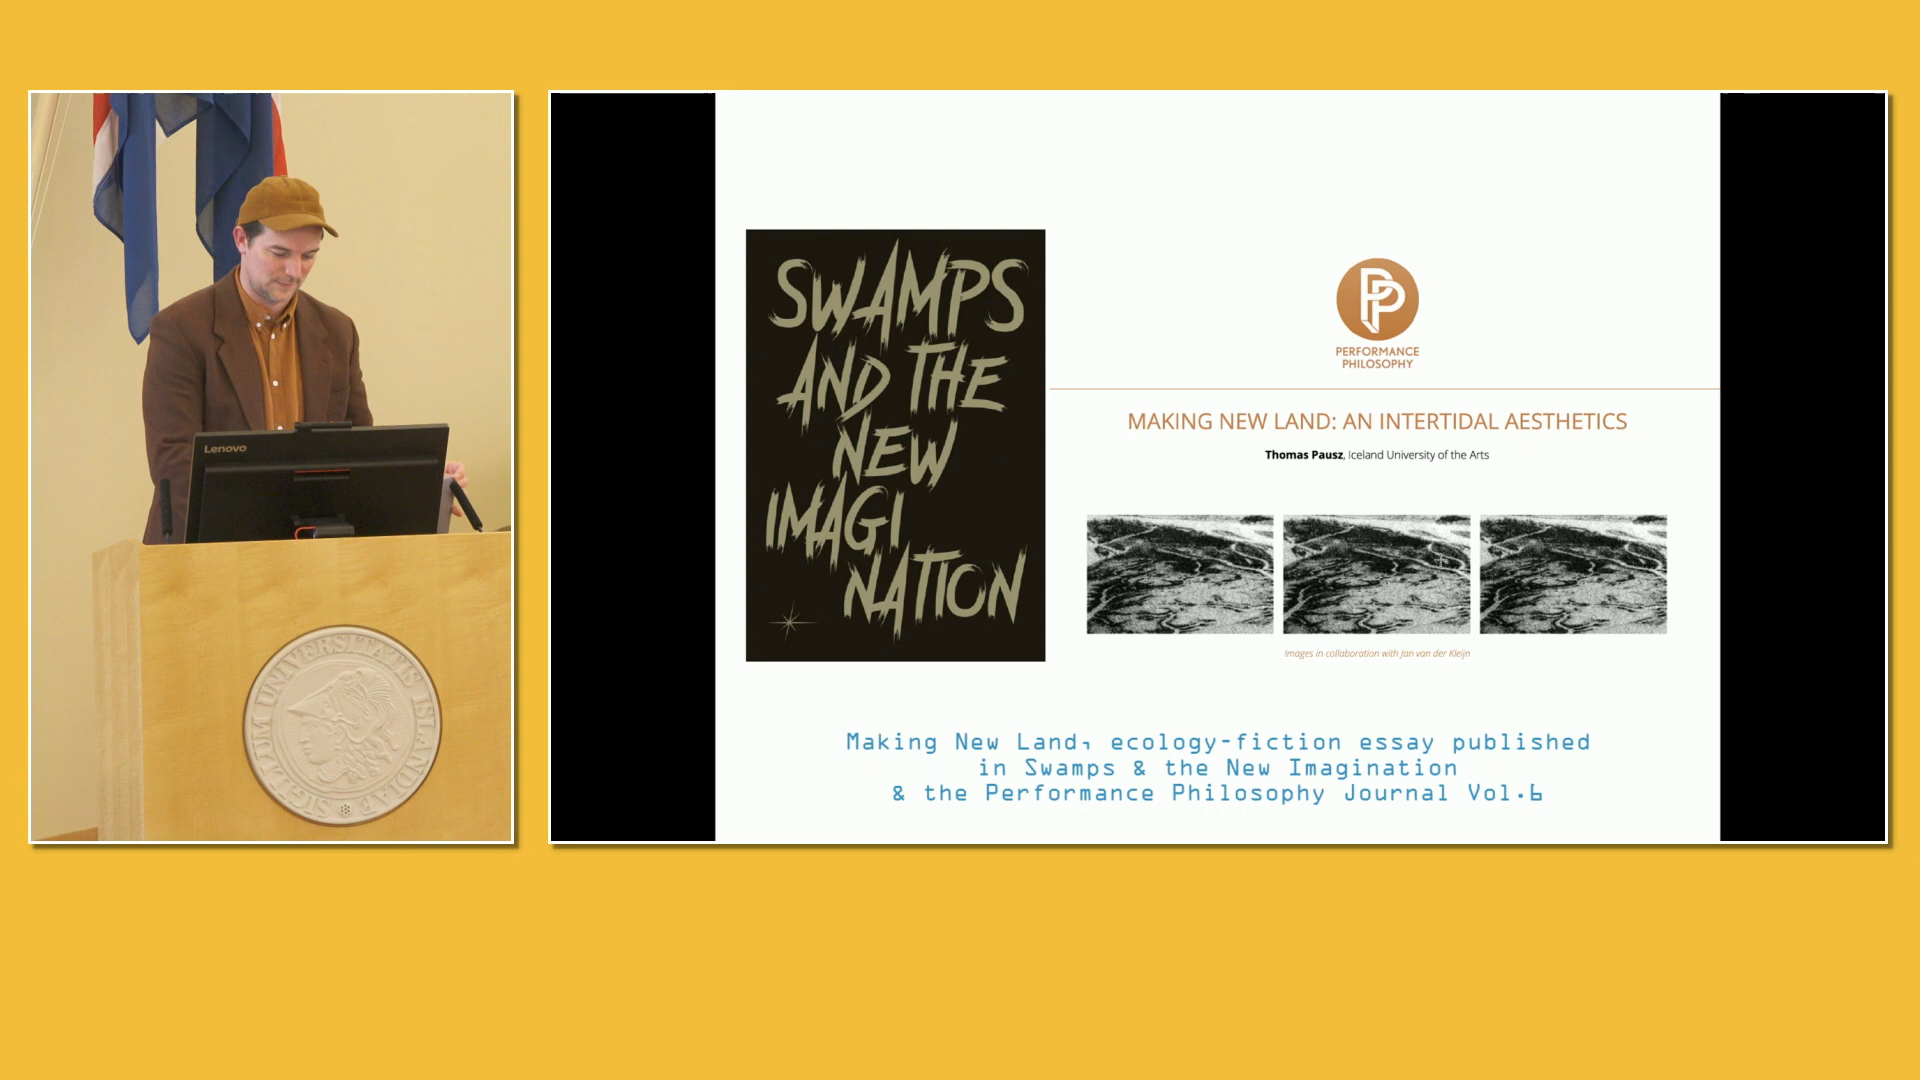 Lenovo
SIGILLUM UNIVERSITATIS ISLANDIAE
SWAMPS
AND THE
NEW
IMAGI
NATION
PP
PERFORMANCE
PHILOSOPHY
MAKING NEW LAND: AN INTERTIDAL AESTHETICS
Thomas Pausz, Iceland University of the Arts
Images in collaboration with Jan van der Kleijn
Making New Land, ecology-fiction essay published
in Swamps & the New Imagination
& the Performance Philosophy Journal Vol.6